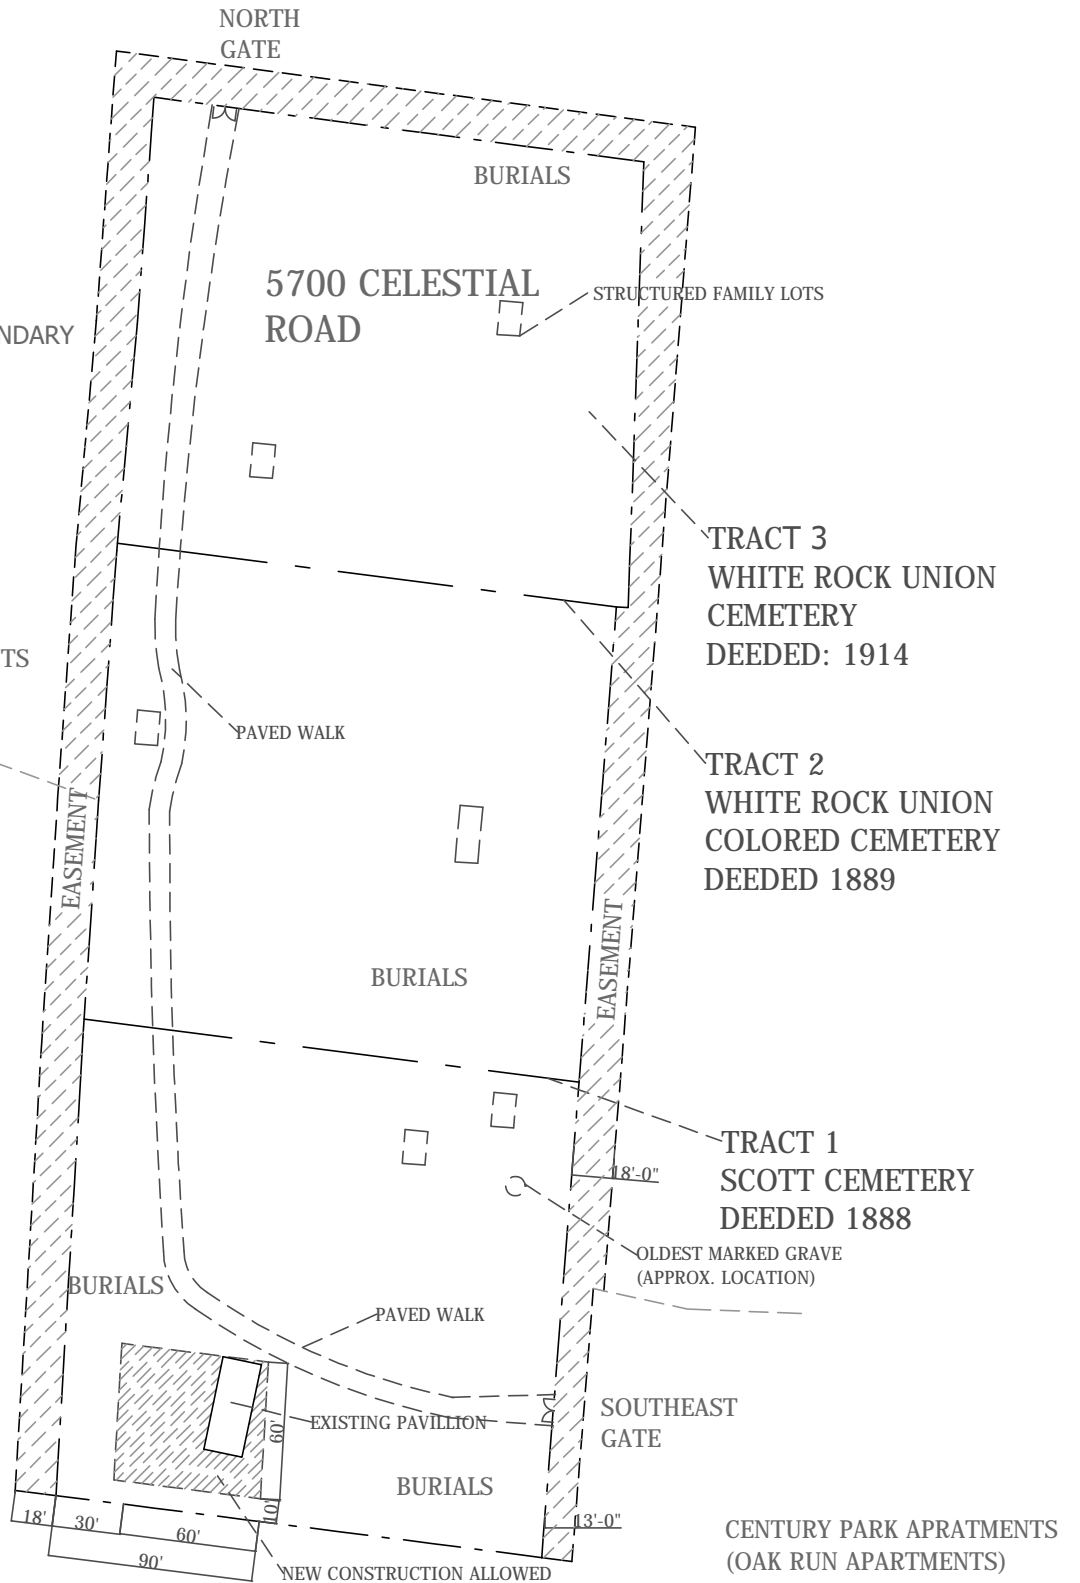 NORTH
GATE
BURIALS
5700 CELESTIAL
ROAD
STRUCTURED FAMILY LOTS
NDARY
TRACT 3
WHITE ROCK UNION
CEMETERY
DEEDED: 1914
TS
PAVED WALK
TRACT 2
WHITE ROCK UNION
COLORED CEMETERY
DEEDED 1889
EASEMENT
EASEMENT
BURIALS
TRACT 1
SCOTT CEMETERY
DEEDED 1888
18'-0"
OLDEST MARKED GRAVE
(APPROX. LOCATION)
BURIALS
PAVED WALK
EXISTING PAVILLION
60'
SOUTHEAST
GATE
BURIALS
10'
18'
30'
60'
90'
13'-0"
NEW CONSTRUCTION ALLOWED
CENTURY PARK APRATMENTS
(OAK RUN APARTMENTS)